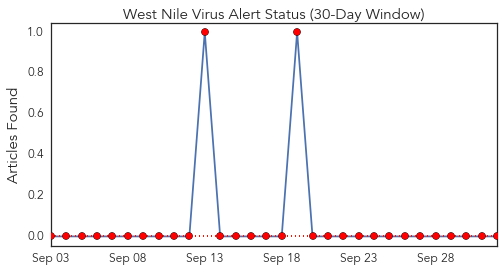 West Nile Virus Alert Status (30-Day Window)
Articles Found
1.0
0.8
0.6
0.4
0.2
0.0
Sep 03 Sep 08 Sep 13 Sep 18 Sep 23 Sep 28